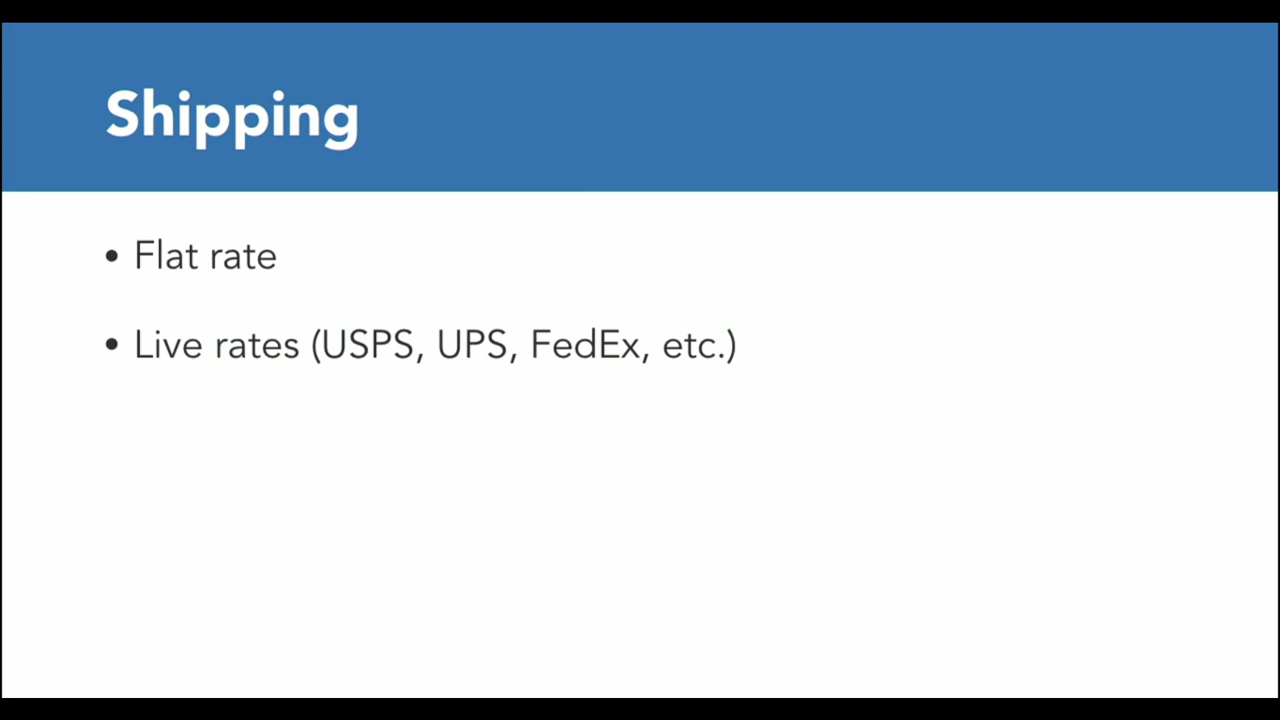 Shipping
• Flat rate
• Live rates (USPS, UPS, FedEx, etc.)